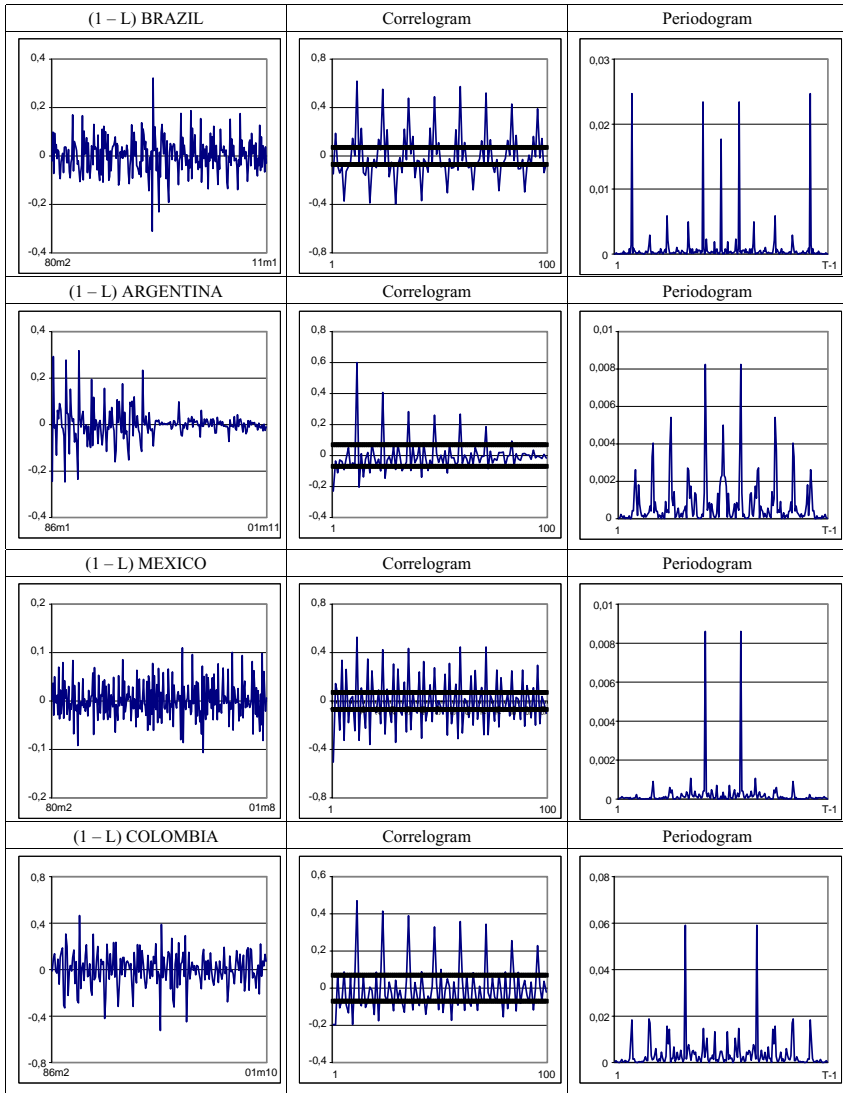 (1 – L) BRAZIL Correlogram Periodogram
0,4 0,8 0,03
0,2 0,4 0,02
0 0 0,01
-0,2 -0,4 0
-0,4 -0,8
80m2 11m1 1 100 1 T-1
(1 – L) ARGENTINA Correlogram Periodogram
0,4 0,8 0,01
0,2 0,6 0,008
0 0,4 0,006
-0,2 0,2 0,004
-0,4 0 0,002
-0,2 0
-0,4
86m1 01m11 1 100 1 T-1
(1 – L) MEXICO Correlogram Periodogram
0,2 0,8 0,01
0,1 0,4 0,008
0 0 0,006
-0,1 -0,4 0,004
-0,2 -0,8 0,002
0
80m2 01m8 1 100 1 T-1
(1 – L) COLOMBIA Correlogram Periodogram
0,8 0,6 0,08
0,4 0,4 0,06
0 0,2 0,04
-0,4 0 0,02
-0,8 -0,2 0
-0,4
86m2 01m10 1 100 1 T-1